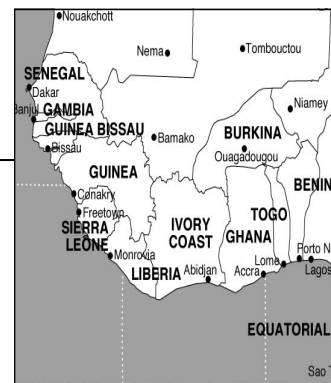 Nouakchott
Nema
Tombouctou
SENEGAL
Dakar
Niamey
Banjul
GAMBIA
GUINEA BISSAU
Bissau
Bamako
BURKINA
Ouagadougou
GUINEA
BENIN
Conakry
Freetown
SIERRA
LEONE
IVORY
COAST
TOGO
GHANA
Monrovia
LIBERIA
Abidjan
Accra
Lome
Porto N
Lagos
EQUATORIAL
Sao T